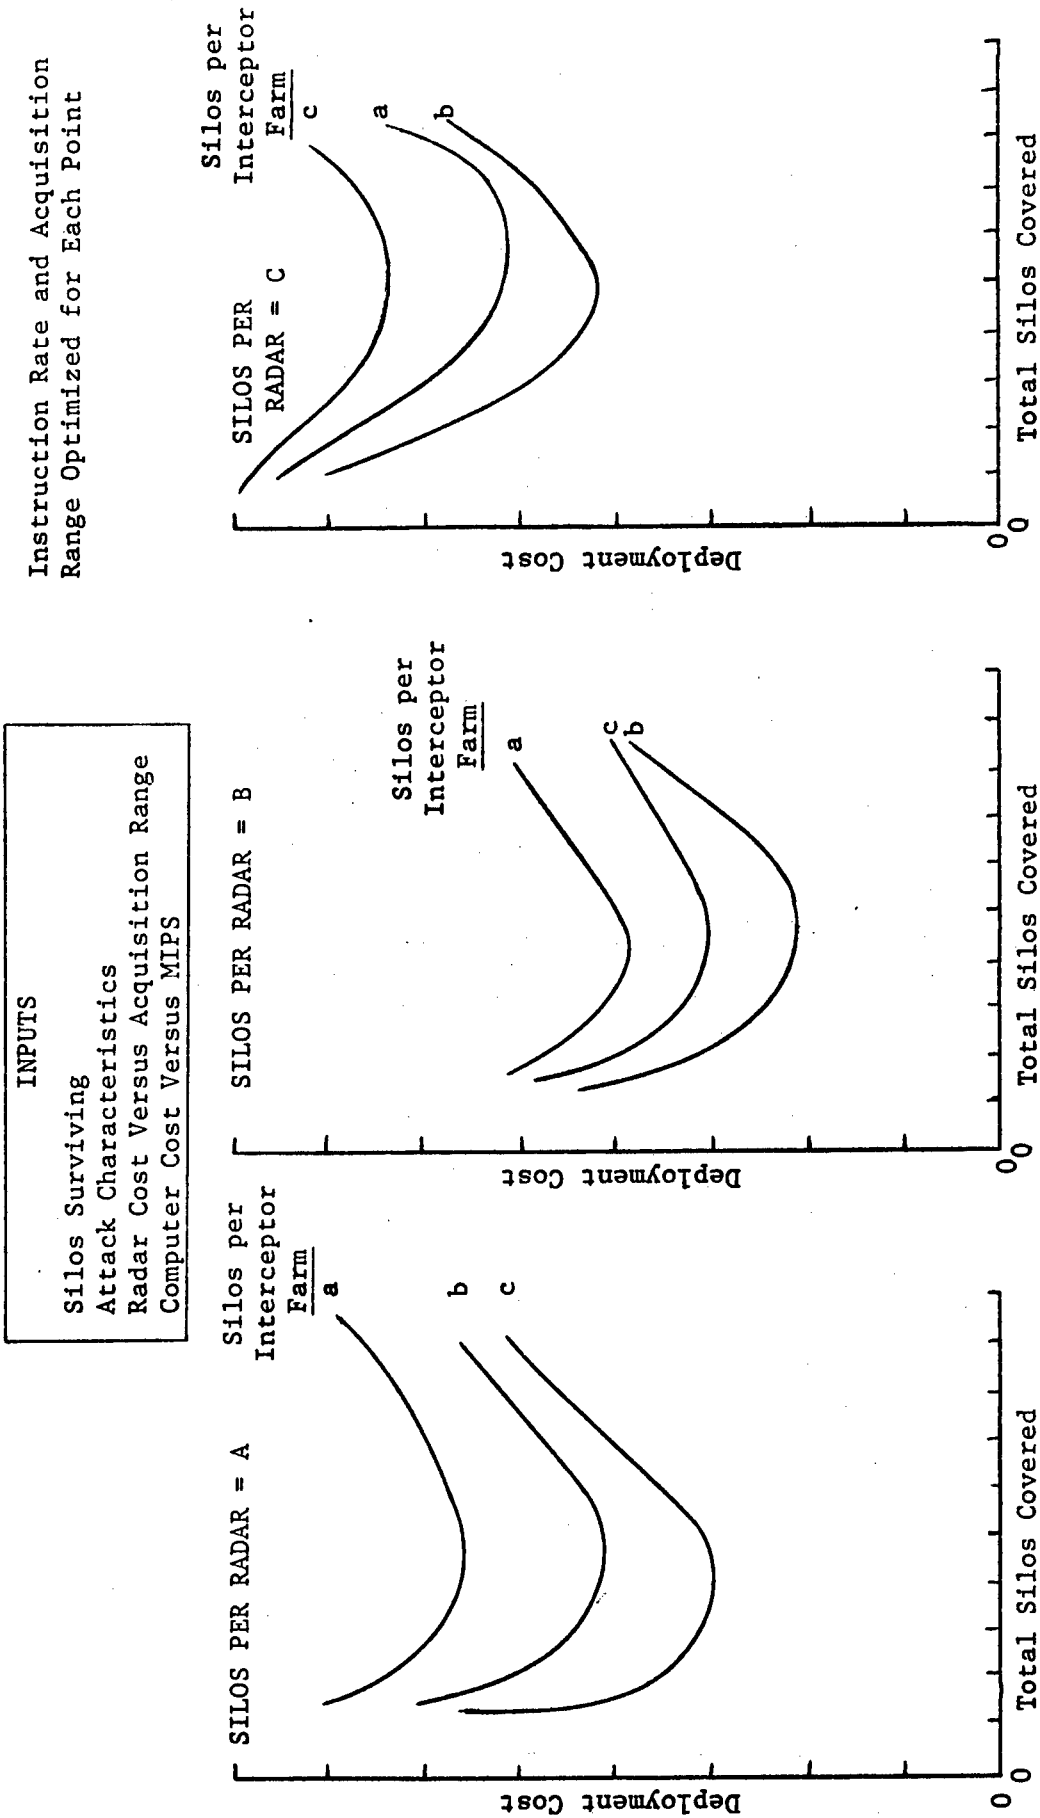 INPUTS
Silos Surviving
Attack Characteristics
Radar Cost Versus Acquisition Range
Computer Cost Versus MIPS
Instruction Rate and Acquisition
Range Optimized for Each Point
SILOS PER RADAR = A
Silos per
Interceptor
Farm
a
b
c
Deployment Cost
0
0
Total Silos Covered
SILOS PER RADAR = B
Silos per
Interceptor
Farm
a
c
b
Deployment Cost
0
0
Total Silos Covered
SILOS PER
RADAR = C
Silos per
Interceptor
Farm
c
a
b
Deployment Cost
0
0
Total Silos Covered